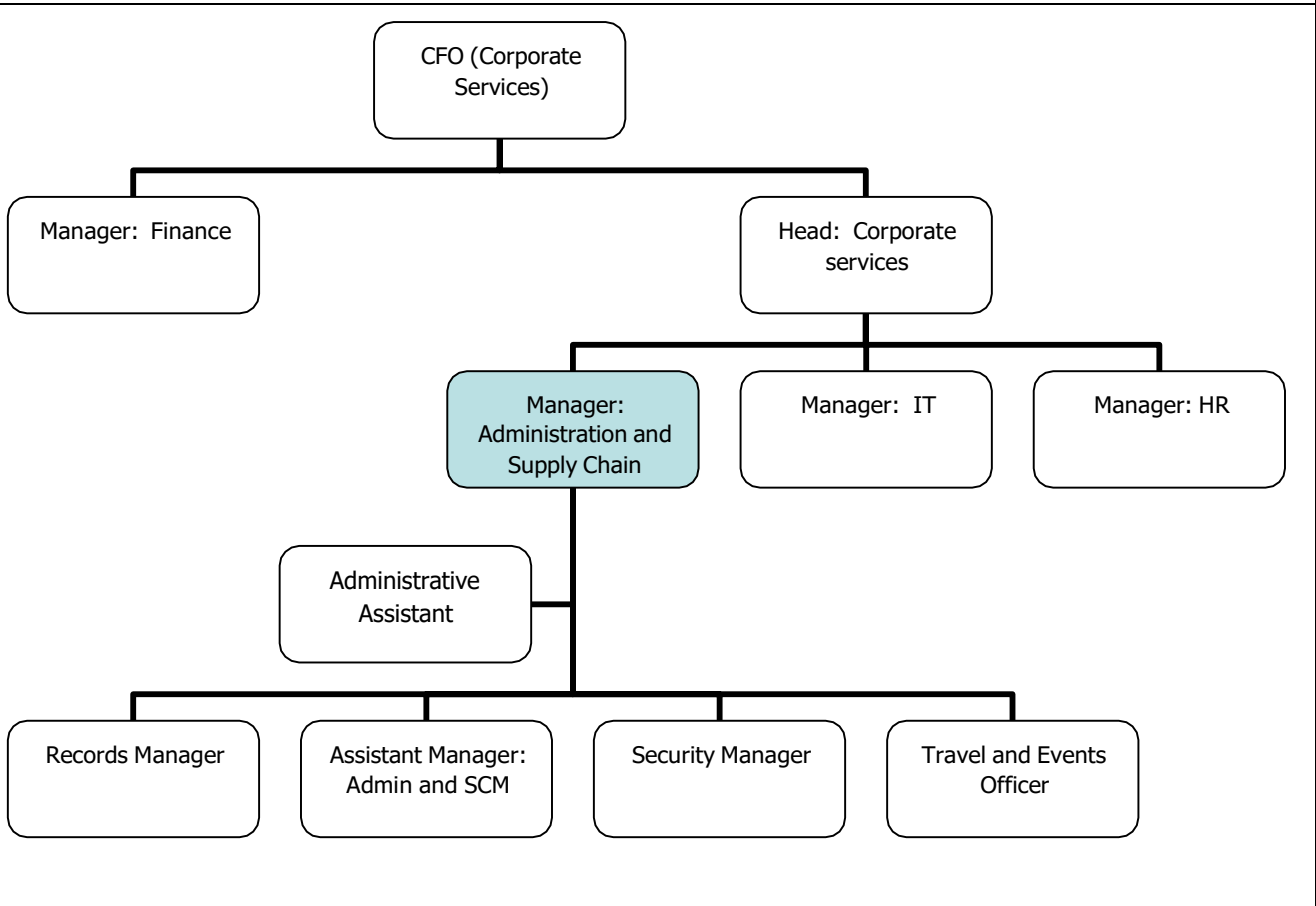 CFO (Corporate
Services)
Manager:  Finance
Head:  Corporate
services
Manager:
Administration and
Supply Chain
Manager:  IT
Manager: HR
Administrative
Assistant
Records Manager
Assistant Manager:
Admin and SCM
Security Manager
Travel and Events
Officer